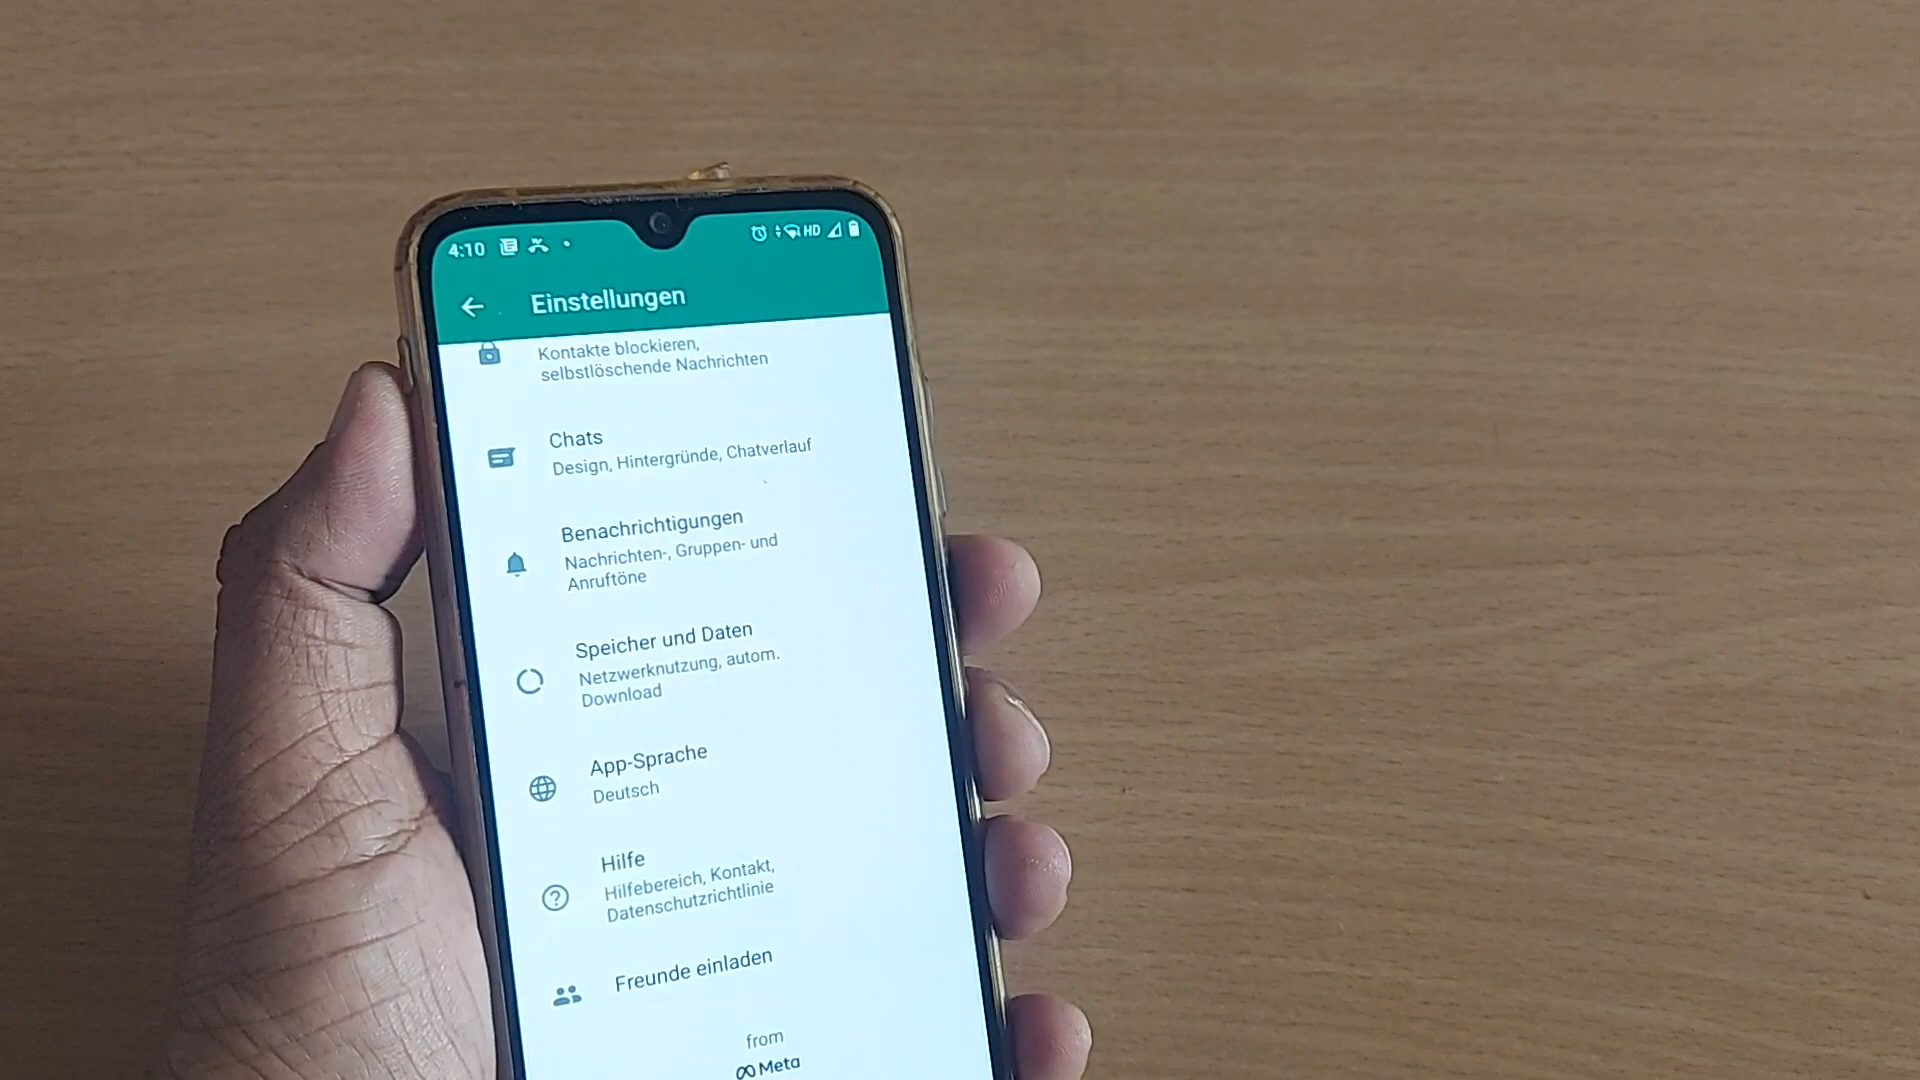 4:10
HD
Einstellungen
Kontakte blockieren,
selbstlöschende Nachrichten
Chats
Design, Hintergründe, Chatverlauf
Benachrichtigungen
Nachrichten-, Gruppen- und
Anruftöne
Speicher und Daten
Netzwerknutzung, autom.
Download
App-Sprache
Deutsch
Hilfe
Hilfebereich, Kontakt,
Datenschutzrichtlinie
Freunde einladen
from
Meta